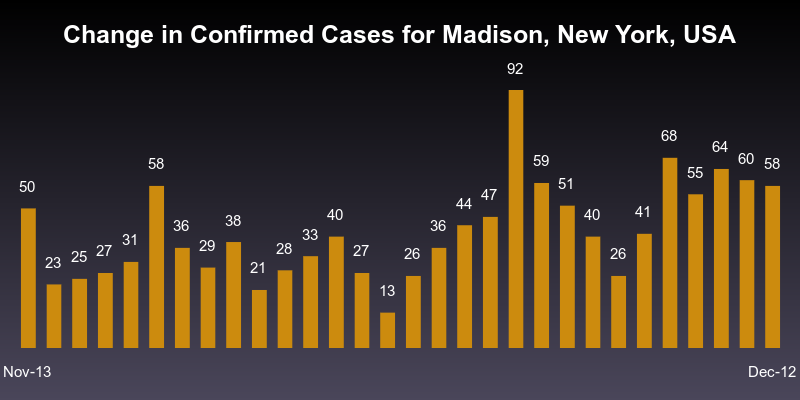 Change in Confirmed Cases for Madison, New York, USA
50 23 25 27 31 58 36 29 38 21 28 33 40 27 13 26 36 44 47 92 59 51 40 26 41 68 55 64 60 58
Nov-13 Dec-12